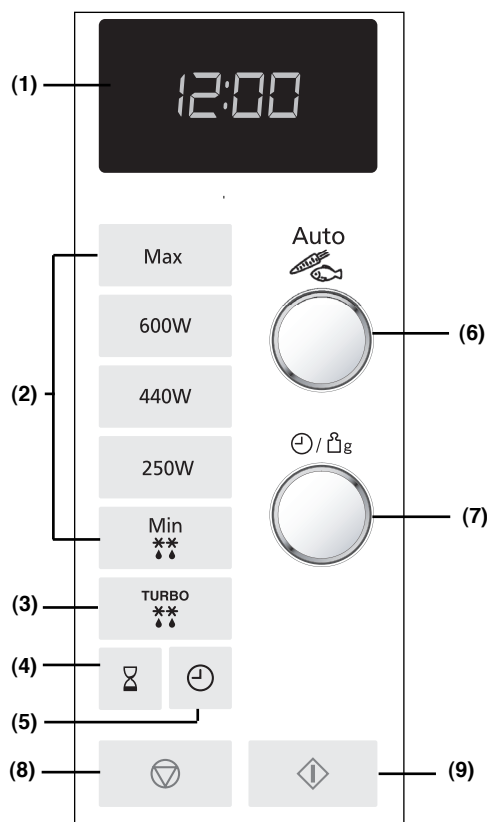 (1)
12:00
Max
Auto
600W
(6)
(2)
440W
/ g
250W
Min
(7)
(3)
TURBO
(4)
(5)
(8)
(9)